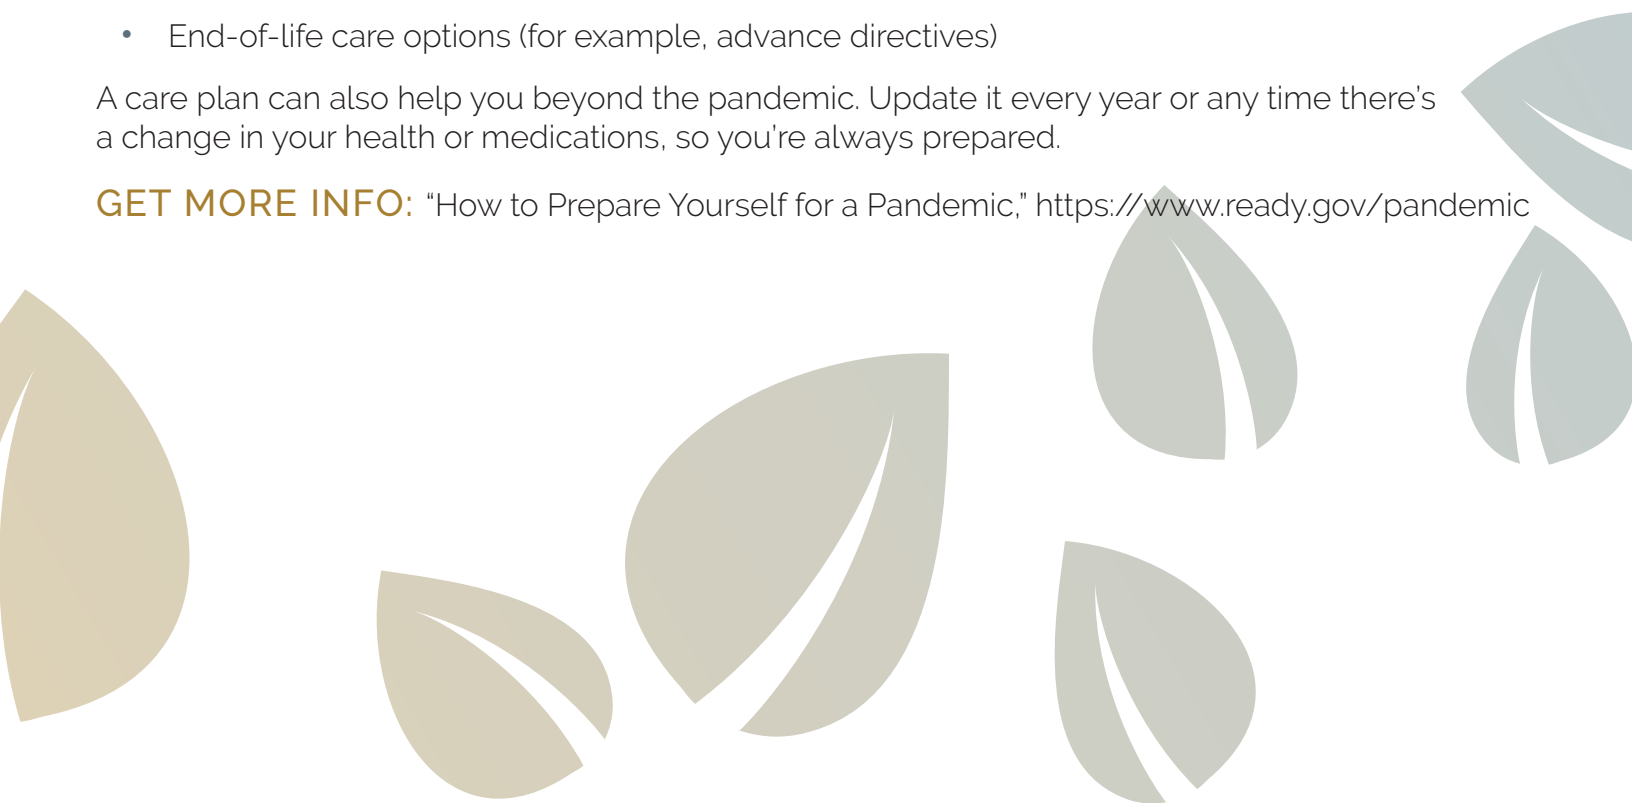 • End-of-life care options (for example, advance directives)
A care plan can also help you beyond the pandemic. Update it every year or any time there’s
a change in your health or medications, so you’re always prepared.
GET MORE INFO: “How to Prepare Yourself for a Pandemic,” https://www.ready.gov/pandemic